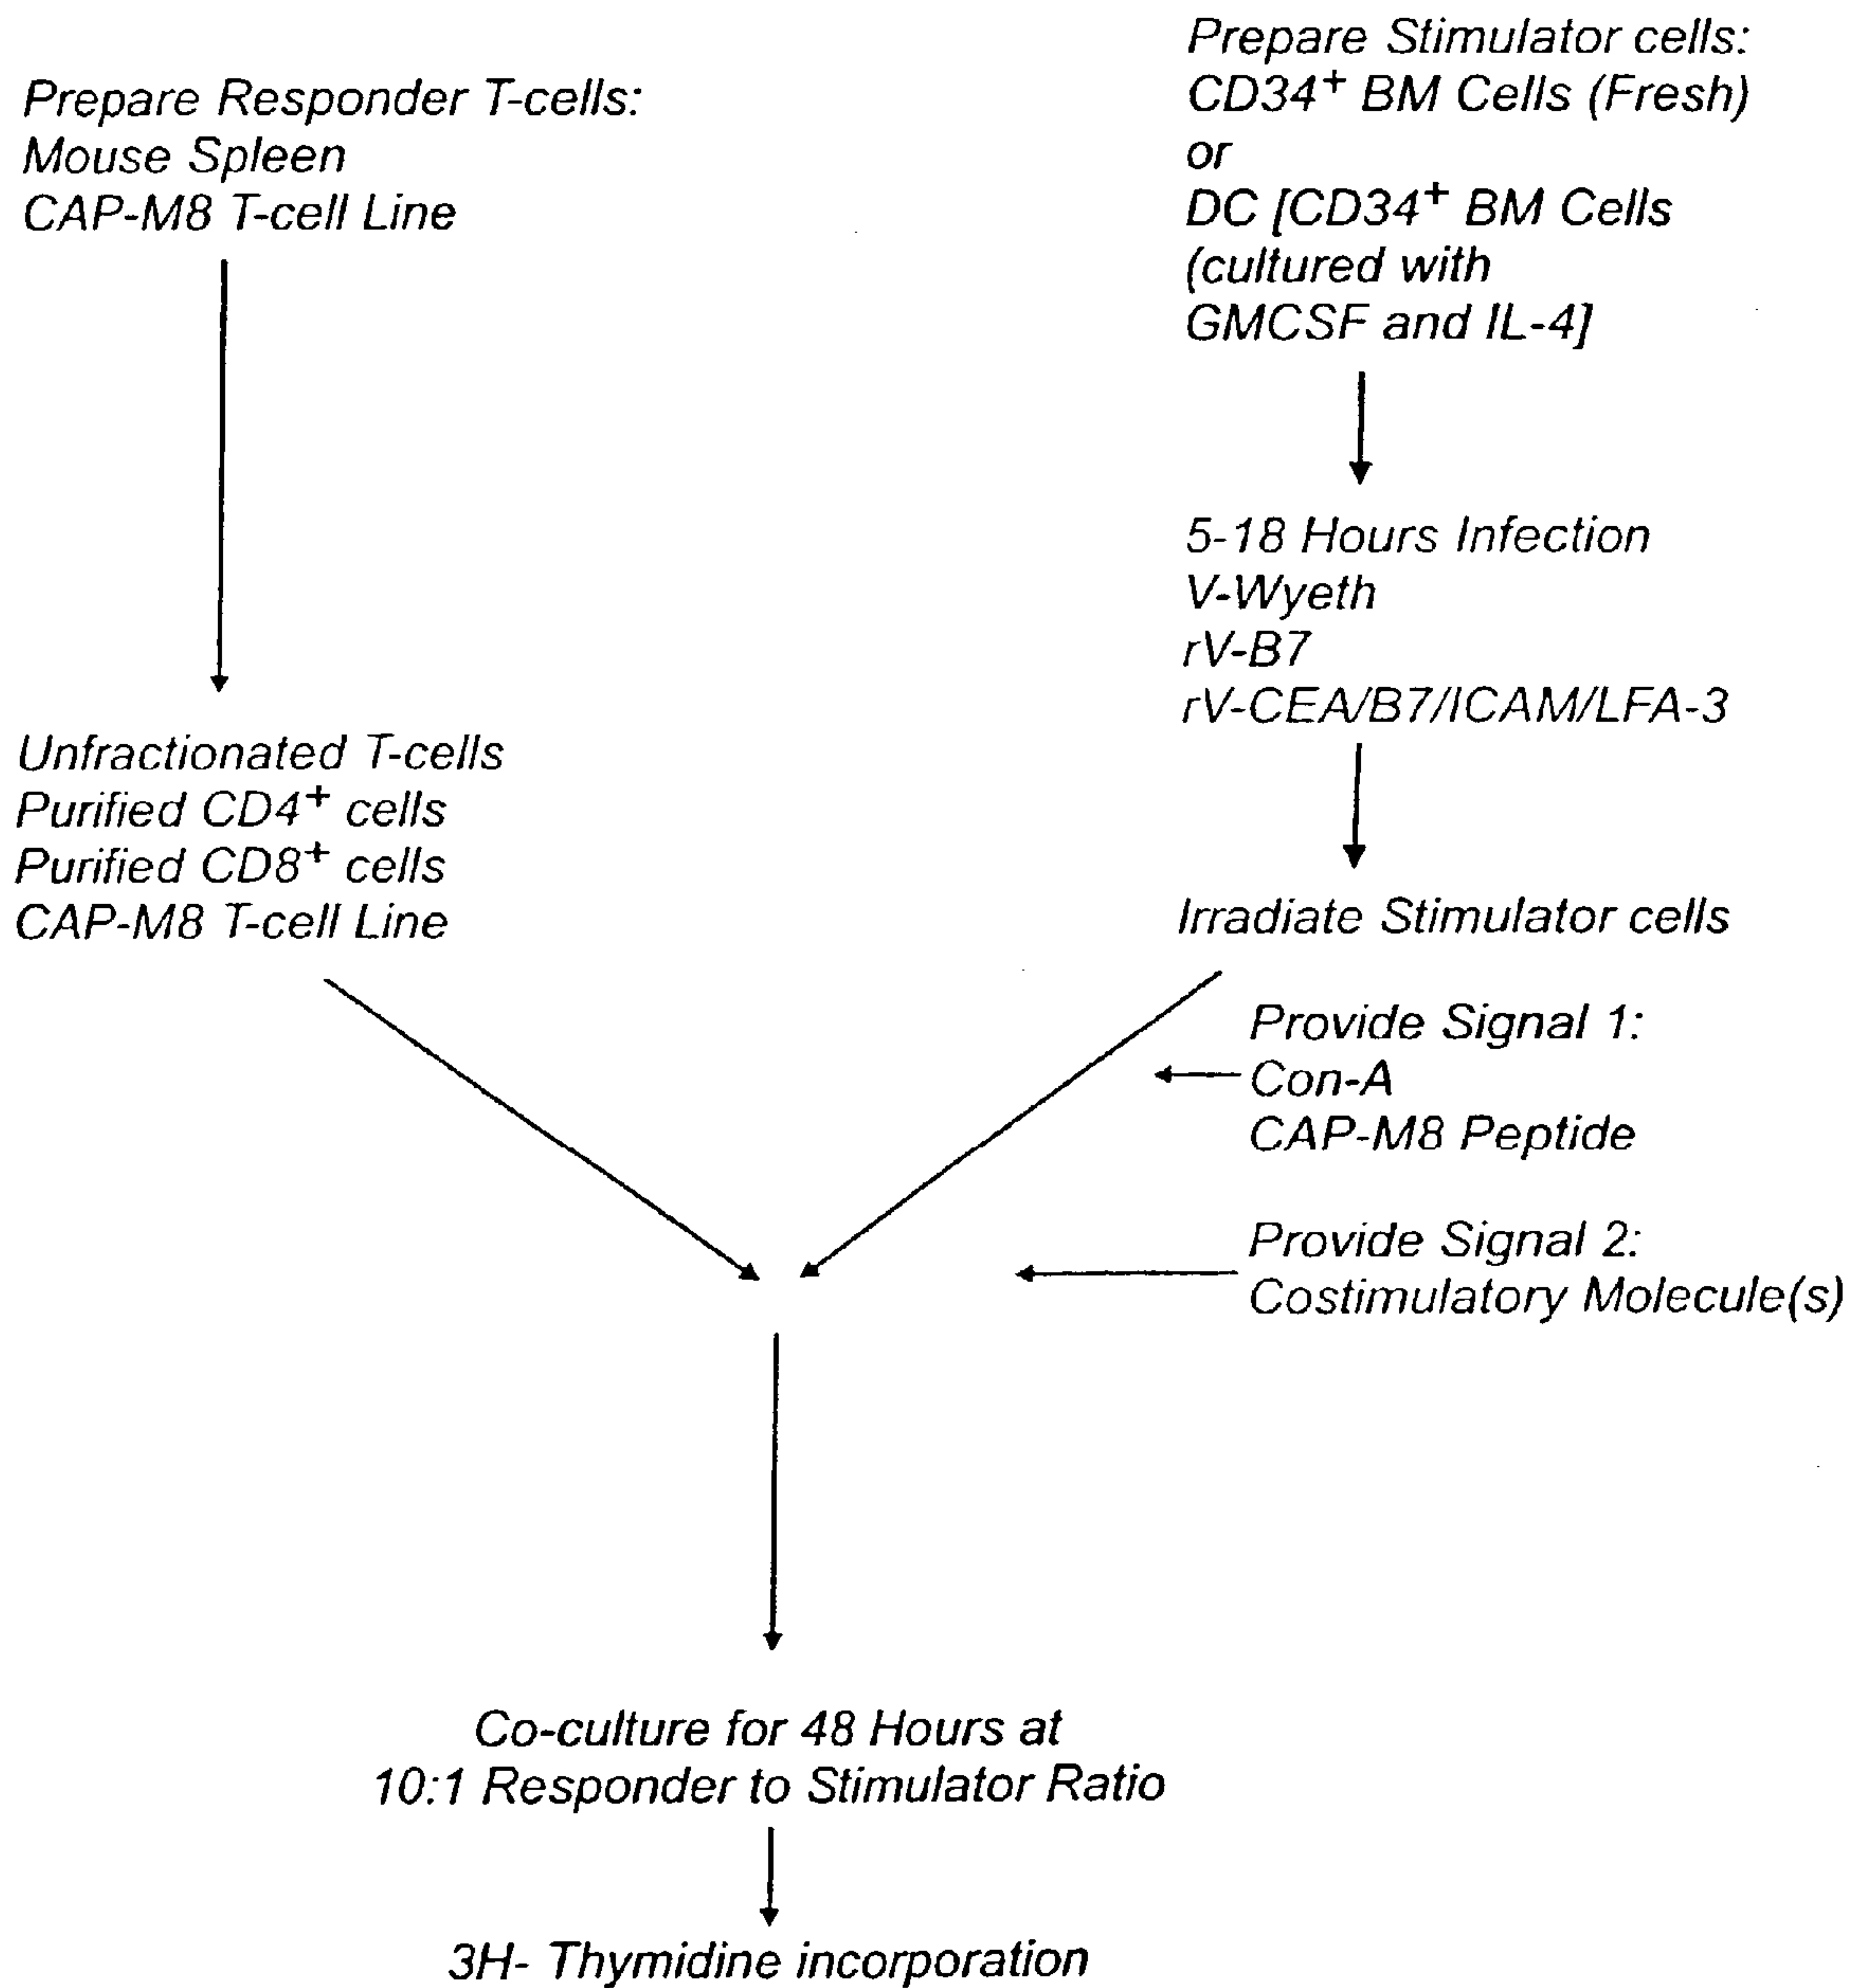 Prepare Responder T-cells:
Mouse Spleen
CAP-M8 T-cell Line
Prepare Stimulator cells:
CD34+ BM Cells (Fresh)
or
DC [CD34+ BM Cells
(cultured with
GMCSF and IL-4]
5-18 Hours Infection
V-Wyeth
rV-B7
rV-CEA/B7/ICAM/LFA-3
Unfractionated T-cells
Purified CD4+ cells
Purified CD8+ cells
CAP-M8 T-cell Line
Irradiate Stimulator cells
Provide Signal 1:
Con-A
CAP-M8 Peptide
Provide Signal 2:
Costimulatory Molecule(s)
Co-culture for 48 Hours at
10:1 Responder to Stimulator Ratio
3H- Thymidine incorporation